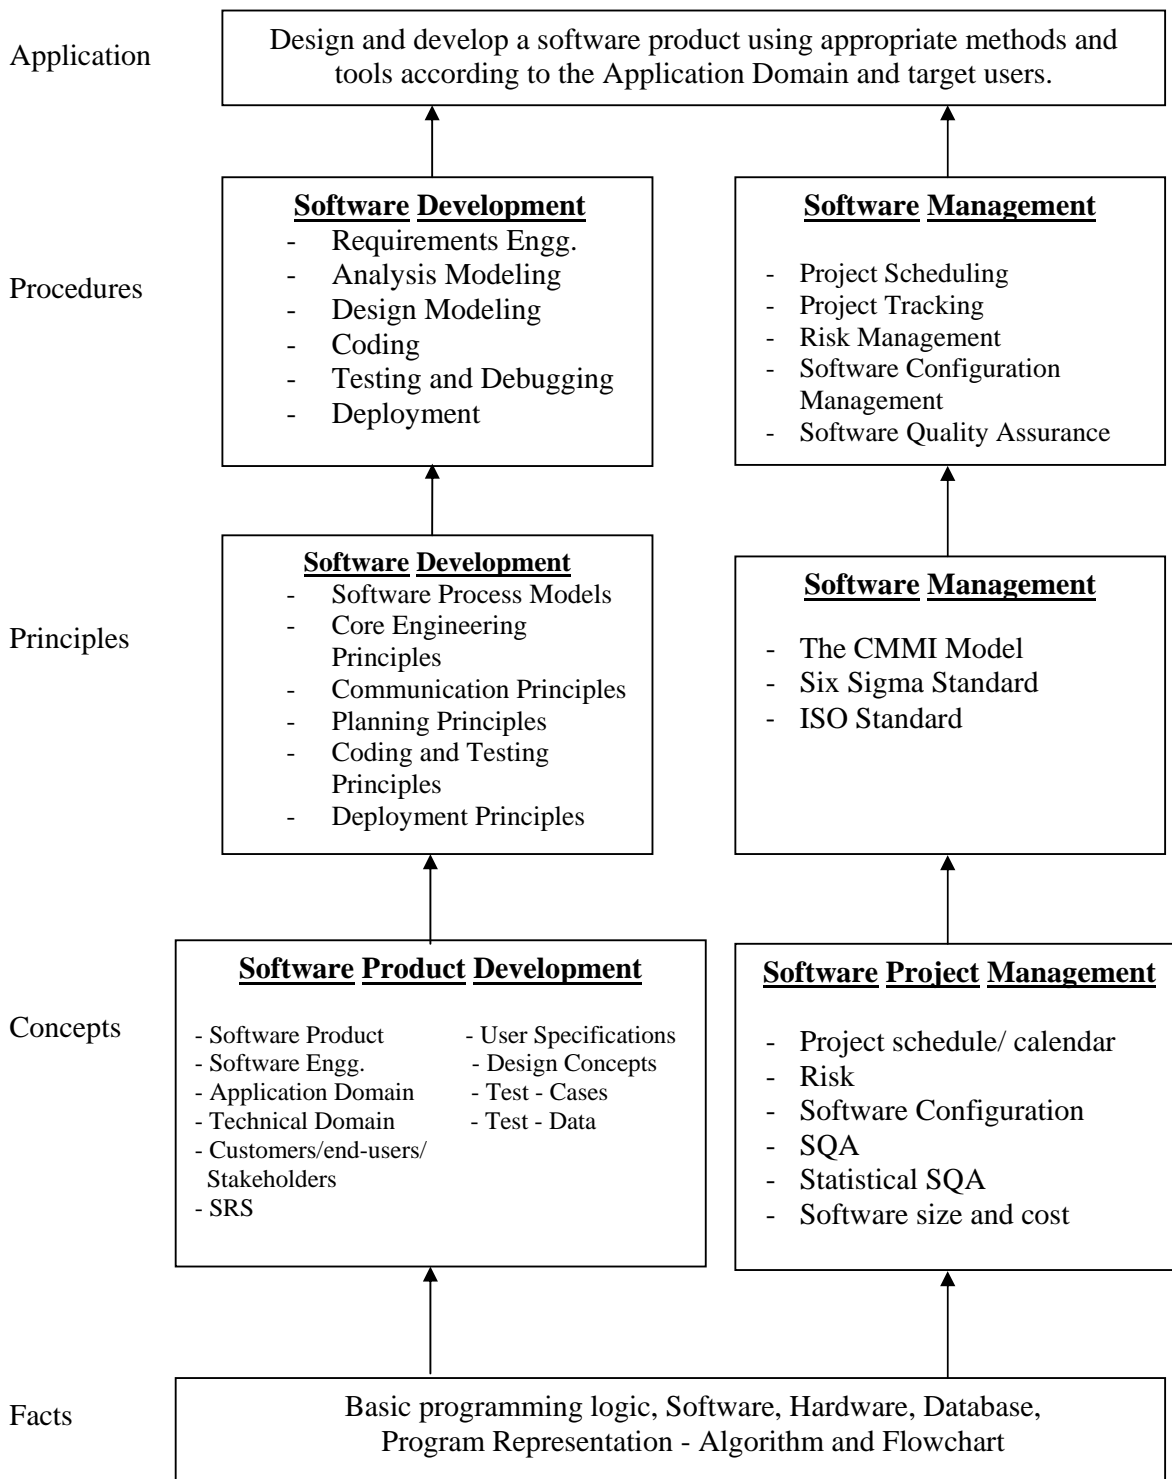 Application
Design and develop a software product using appropriate methods and
tools according to the Application Domain and target users.
Procedures
Software Development
- Requirements Engg.
- Analysis Modeling
- Design Modeling
- Coding
- Testing and Debugging
- Deployment
Software Management
- Project Scheduling
- Project Tracking
- Risk Management
- Software Configuration
Management
- Software Quality Assurance
Principles
Software Development
- Software Process Models
- Core Engineering
Principles
- Communication Principles
- Planning Principles
- Coding and Testing
Principles
- Deployment Principles
Software Management
- The CMMI Model
- Six Sigma Standard
- ISO Standard
Concepts
Software Product Development
- Software Product
- Software Engg.
- Application Domain
- Technical Domain
- Customers/end-users/
Stakeholders
- SRS
- User Specifications
- Design Concepts
- Test - Cases
- Test - Data
Software Project Management
- Project schedule/ calendar
- Risk
- Software Configuration
- SQA
- Statistical SQA
- Software size and cost
Facts
Basic programming logic, Software, Hardware, Database,
Program Representation - Algorithm and Flowchart